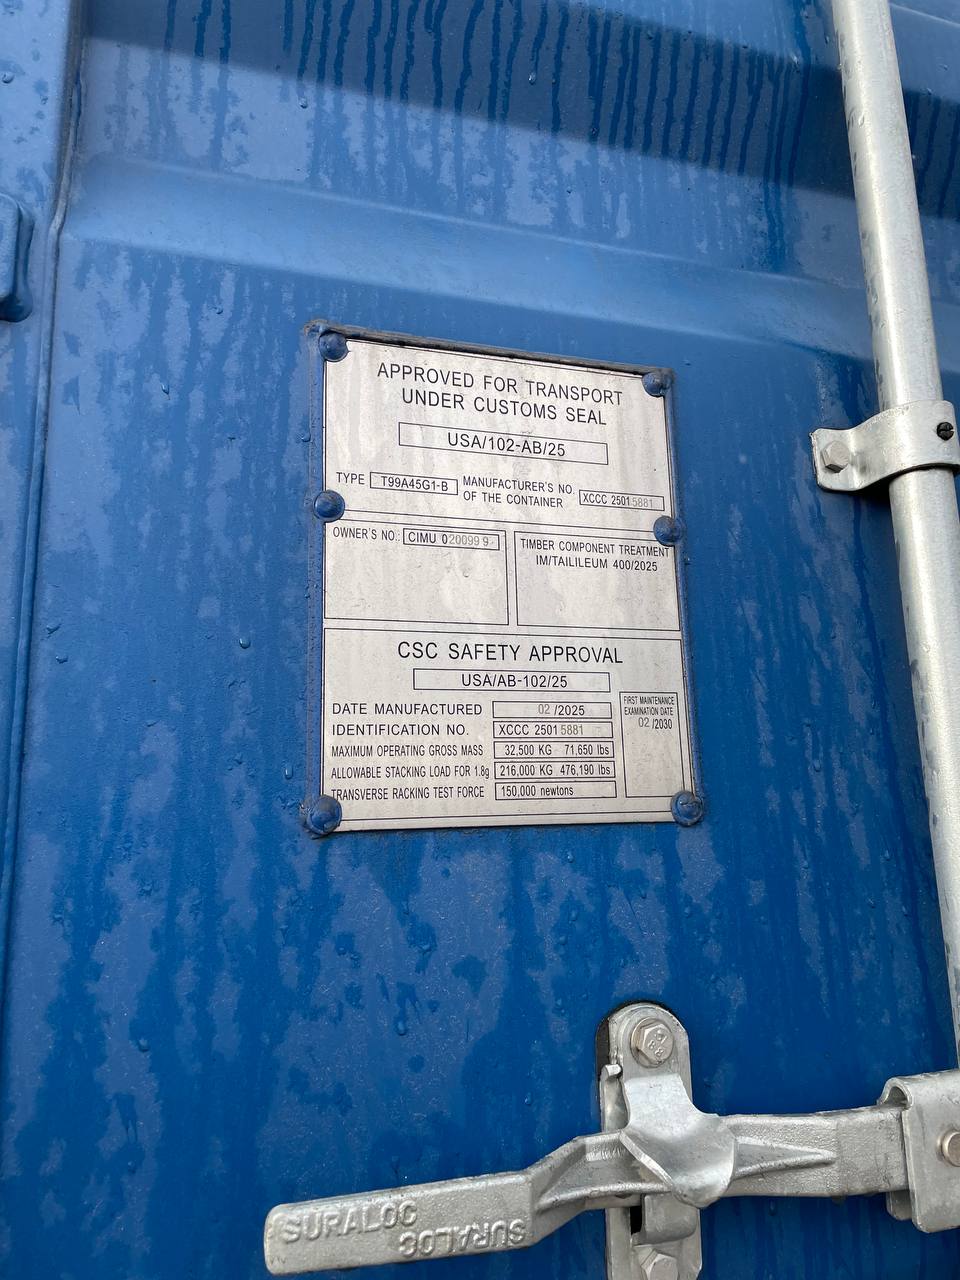 APPROVED FOR TRANSPORT
UNDER CUSTOMS SEAL
USA/102-AB/25
TYPE T99A45G1-B MANUFACTURER'S NO. OF THE CONTAINER XCCC 25015881
OWNER'S NO.: CIMU 020099 9
TIMBER COMPONENT TREATMENT
IM/TAILILEUM 400/2025
CSC SAFETY APPROVAL
USA/AB-102/25
DATE MANUFACTURED 02/2025
IDENTIFICATION NO. XCCC 25015881
MAXIMUM OPERATING GROSS MASS 32,500 KG 71,650 lbs
ALLOWABLE STACKING LOAD FOR 1.8g 216,000 KG 476,190 lbs
TRANSVERSE RACKING TEST FORCE 150,000 newtons
FIRST MAINTENANCE
EXAMINATION DATE
02/2030
SURALOC
SURALOC